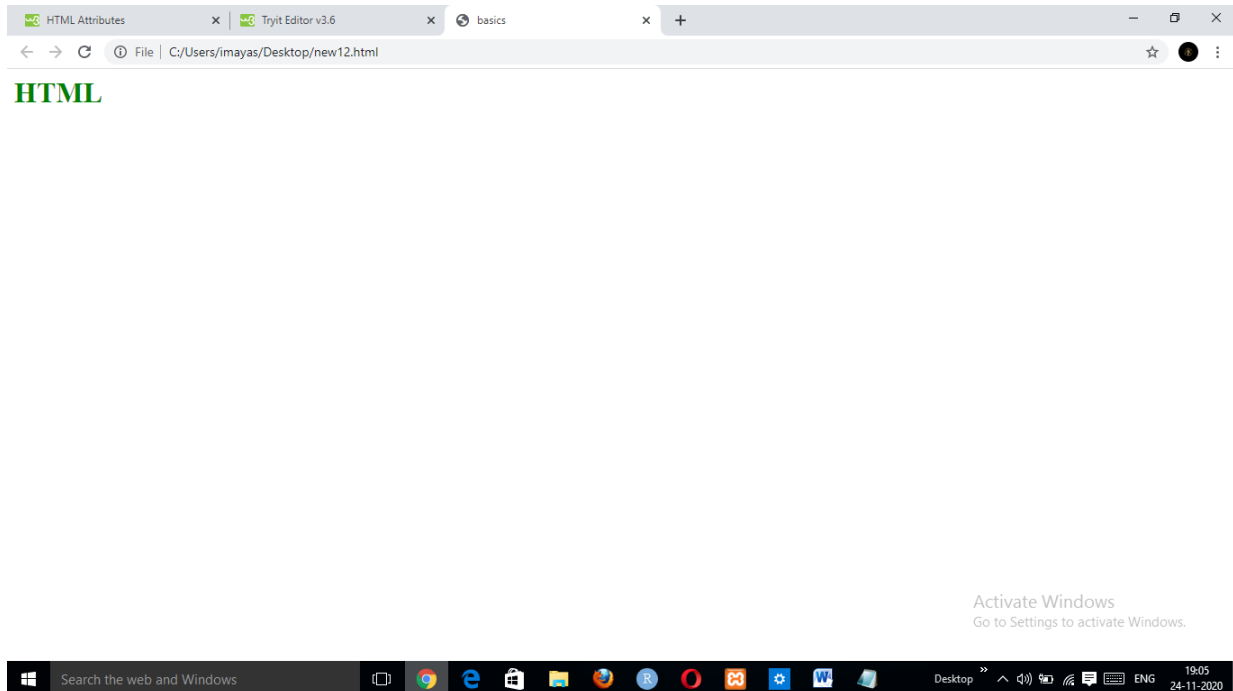 HTML Attributes
Tryit Editor v3.6
basics
File | C:/Users/imayas/Desktop/new12.html
HTML
Activate Windows
Go to Settings to activate Windows.
Search the web and Windows
Desktop
ENG
19:05
24-11-2020